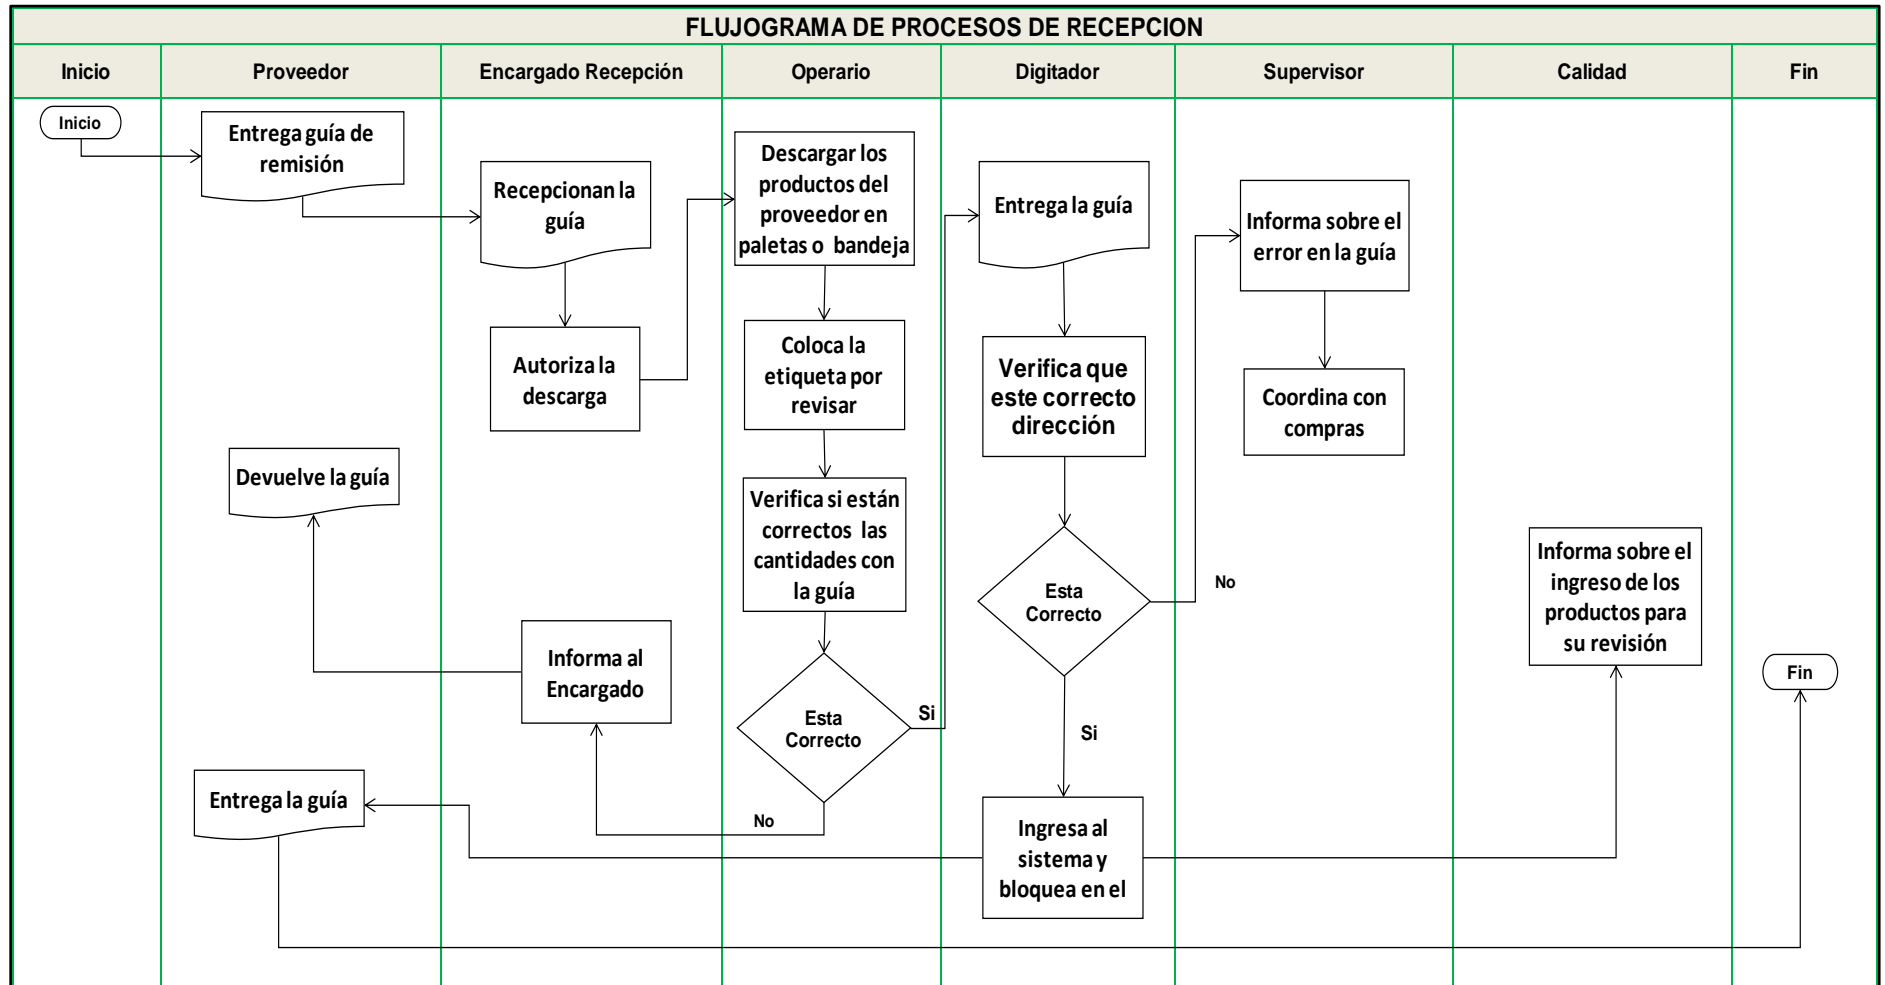 FLUJOGRAMA DE PROCESOS DE RECEPCION
Inicio
Proveedor
Encargado Recepción
Operario
Digitador
Supervisor
Calidad
Fin
Inicio
Entrega guía de
remisión
Recepcionan la
guía
Autoriza la
descarga
Descargar los
productos del
proveedor en
paletas o bandeja
Coloca la
etiqueta por
revisar
Verifica si están
correctos las
cantidades con
la guía
Esta
Correcto
Si
No
Informa al
Encargado
Devuelve la guía
Entrega la guía
Verifica que
este correcto
dirección
Esta
Correcto
No
Si
Informa sobre el
error en la guía
Coordina con
compras
Ingresa al
sistema y
bloquea en el
Entrega la guía
Informa sobre el
ingreso de los
productos para
su revisión
Fin